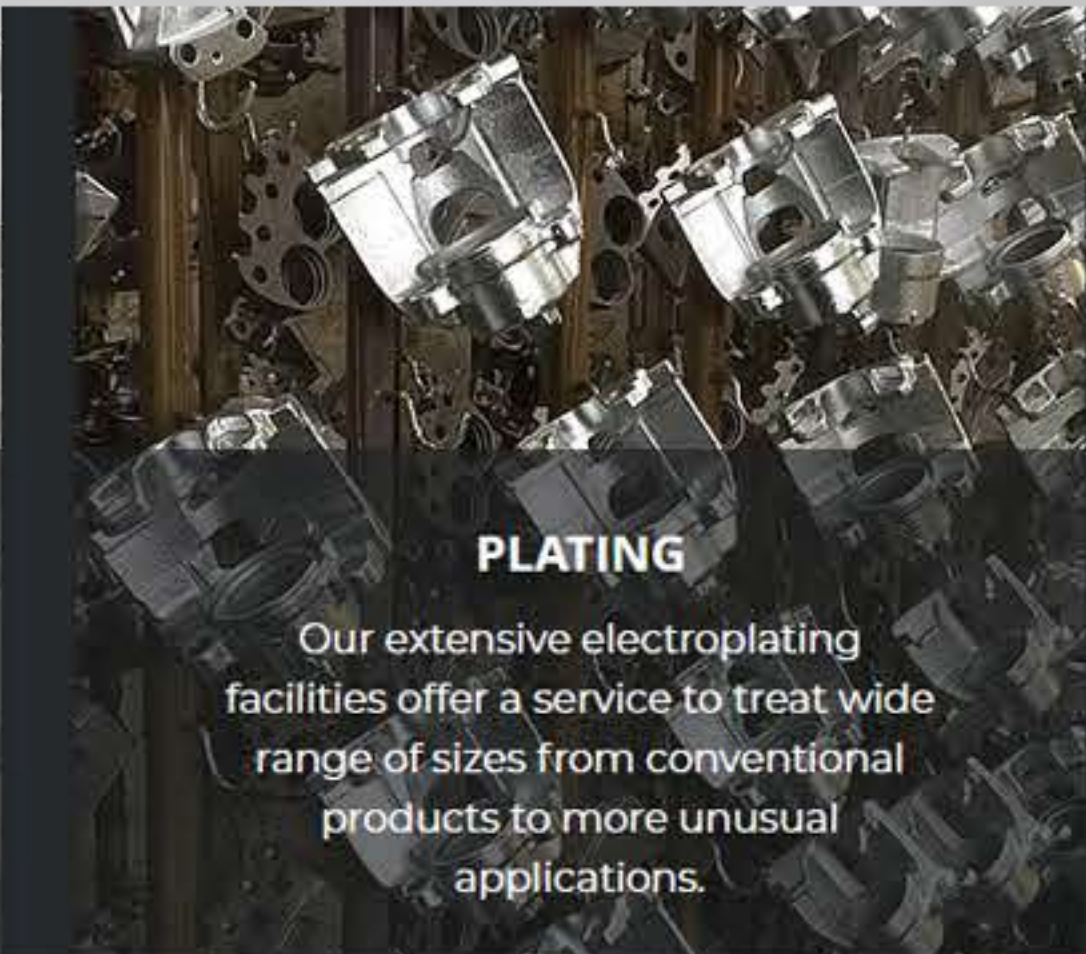 PLATING
Our extensive electroplating
facilities offer a service to treat wide
range of sizes from conventional
products to more unusual
applications.